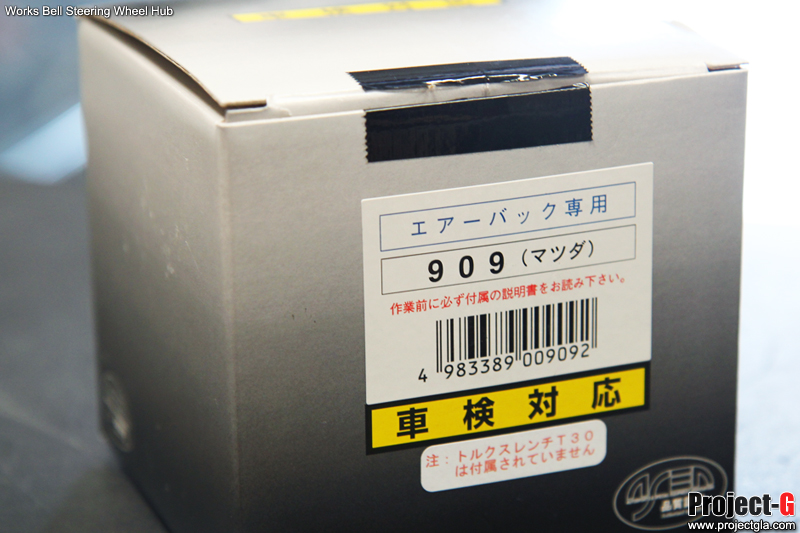 Works Bell Steering Wheel Hub
エアーバック専用
909(マツダ)
作業前に必ず付属の説明書をお読み下さい。
4 983389 009092
車検対応
注:トルクスレンチT30
は付属されていません
Project-G
www.projectgla.com